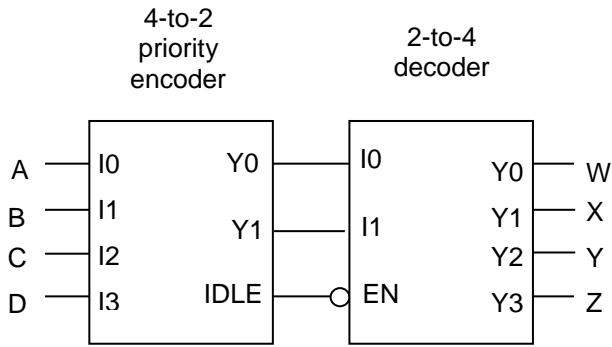 4-to-2
priority
encoder
2-to-4
decoder
A I0 Y0 I0 Y0 W
B I1 Y1 I1 Y1 X
C I2 Y2 Y
D I3 IDLE EN Y3 Z